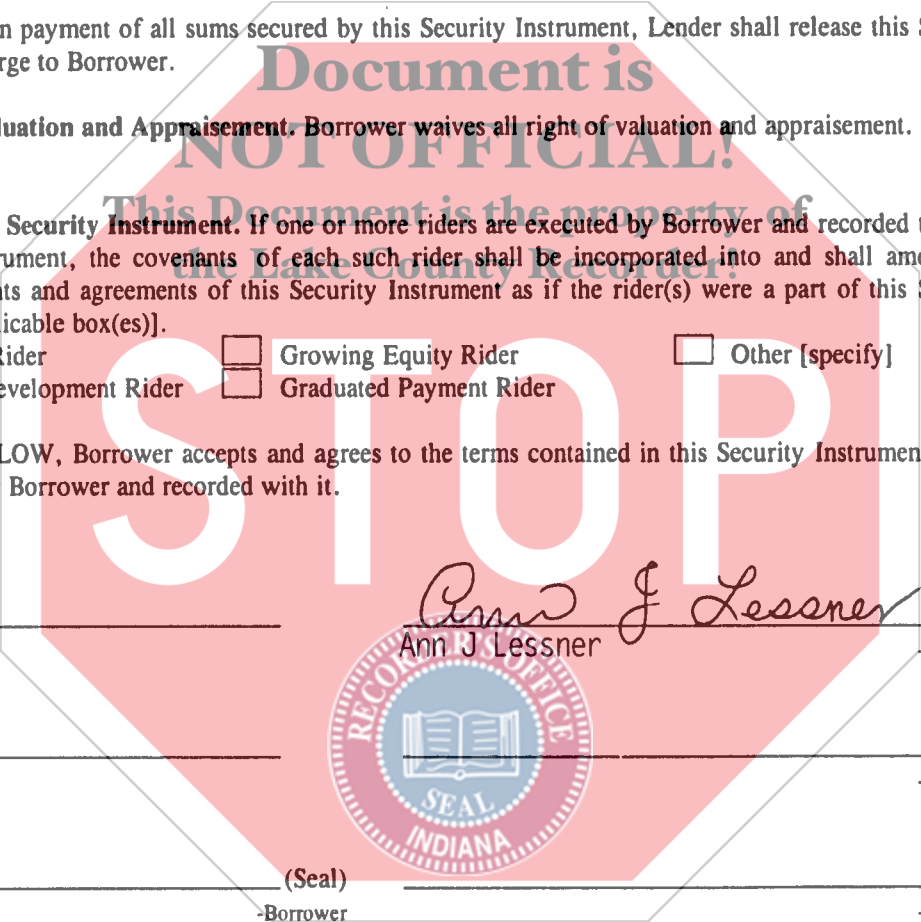 n payment of all sums secured by this Security Instrument, Lender shall release this
rge to Borrower.
Document is
luation and Appraisement. Borrower waives all right of valuation and appraisement.
NOT OFFICIAL!
This Document is the property of
Security Instrument. If one or more riders are executed by Borrower and recorded
the Lake County Recorder!
rument, the covenants of each such rider shall be incorporated into and shall am
ts and agreements of this Security Instrument as if the rider(s) were a part of this
licable box(es)].
Rider Growing Equity Rider Other [specify]
evelopment Rider Graduated Payment Rider
STOP
LOW, Borrower accepts and agrees to the terms contained in this Security Instrumen
Borrower and recorded with it.
Ann J Lessner
Ann J Lessner
RECORDER'S OFFICE
SEAL
INDIANA
(Seal)
-Borrower